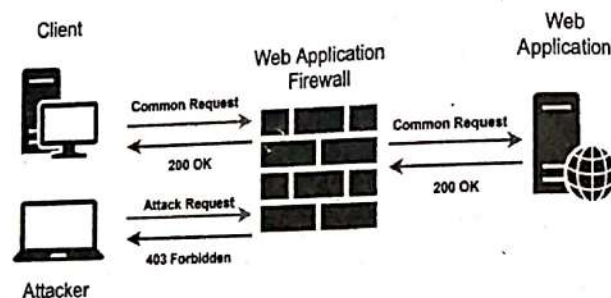 Client
Web Application
Firewall
Web
Application
Common Request
200 OK
Common Request
200 OK
Attack Request
403 Forbidden
Attacker